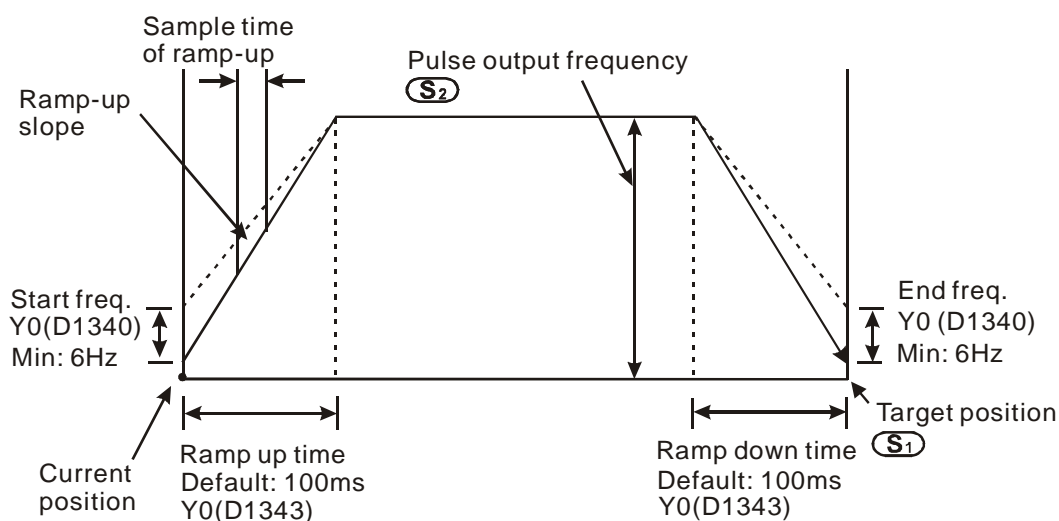 Sample time
of ramp-up
Pulse output frequency
S2
Ramp-up
slope
Start freq.
Y0(D1340)
Min: 6Hz
End freq.
Y0 (D1340)
Min: 6Hz
Target position
S1
Current
position
Ramp up time
Default: 100ms
Y0(D1343)
Ramp down time
Default: 100ms
Y0(D1343)